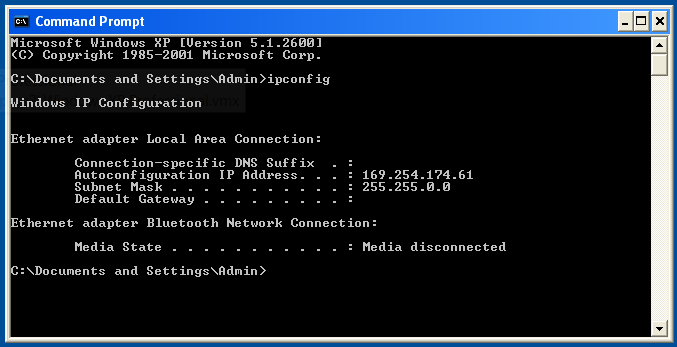 Command Prompt
Microsoft Windows XP [Version 5.1.2600]
(C) Copyright 1985-2001 Microsoft Corp.
C:\Documents and Settings\Admin>ipconfig
Windows IP Configuration
Ethernet adapter Local Area Connection:
Connection-specific DNS Suffix  . :
Autoconfiguration IP Address. . . : 169.254.174.61
Subnet Mask . . . . . . . . . . . : 255.255.0.0
Default Gateway . . . . . . . . . :
Ethernet adapter Bluetooth Network Connection:
Media State . . . . . . . . . . . : Media disconnected
C:\Documents and Settings\Admin>